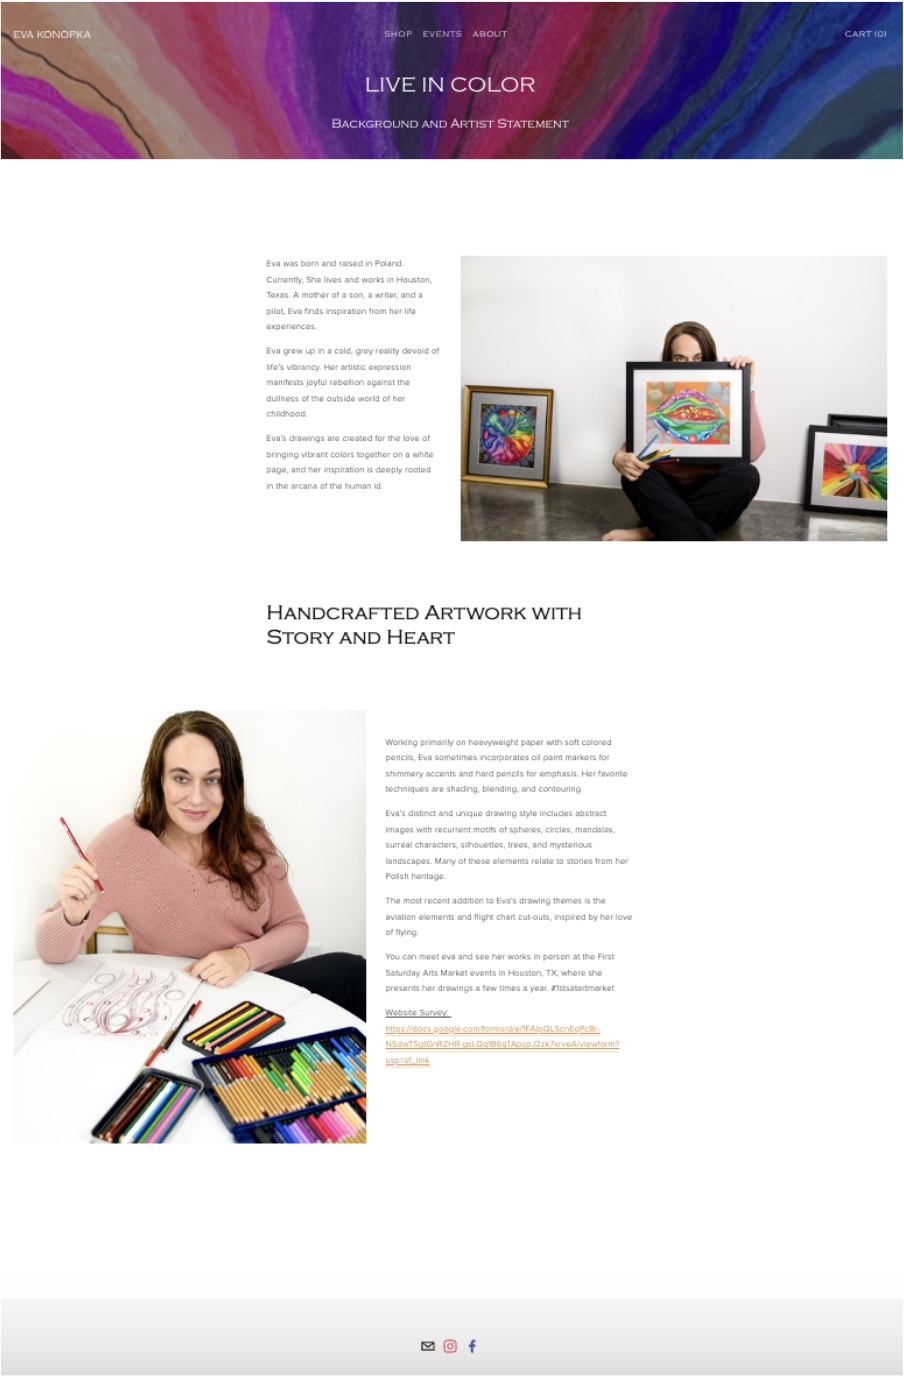 EVA KONOPKA
SHOP EVENTS ABOUT
CART (0)
LIVE IN COLOR
Background and Artist Statement
Eva was born and raised in Poland.
Currently, She lives and works in Houston,
Texas. A mother of a son, a writer, and a
pilot, Eva finds inspiration from her life
experiences.
Eva grew up in a cold, grey reality devoid of
life's vibrancy. Her artistic expression
manifests joyful rebellion against the
dullness of the outside world of her
childhood.
Eva's drawings are created for the love of
bringing vibrant colors together on a white
page, and her inspiration is deeply rooted
in the arcana of the human id.
Handcrafted Artwork with
Story and Heart
Working primarily on heavyweight paper with soft colored
pencils, Eva sometimes incorporates oil paint markers for
shimmery accents and hard pencils for emphasis. Her favorite
techniques are shading, blending, and contouring.
Eva's distinct and unique drawing style includes abstract
images with recurrent motifs of spheres, circles, mandalas,
surreal characters, silhouettes, trees, and mysterious
landscapes. Many of these elements relate to stories from her
Polish heritage.
The most recent addition to Eva's drawing themes is the
aviation elements and flight chart cut-outs, inspired by her love
of flying.
You can meet eva and see her works in person at the First
Saturday Arts Market events in Houston, TX, where she
presents her drawings a few times a year. #1stsatartmarket
Website Survey:
usp=sf_link